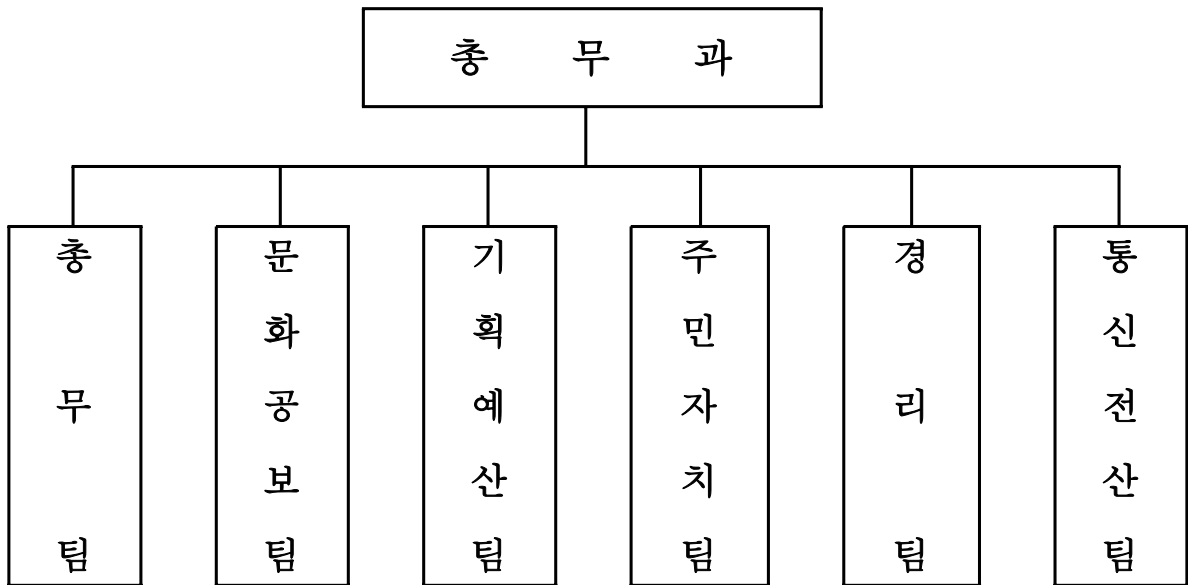 총 무 과
총무팀
문화공보팀
기획예산팀
주민자치팀
경리팀
통신전산팀